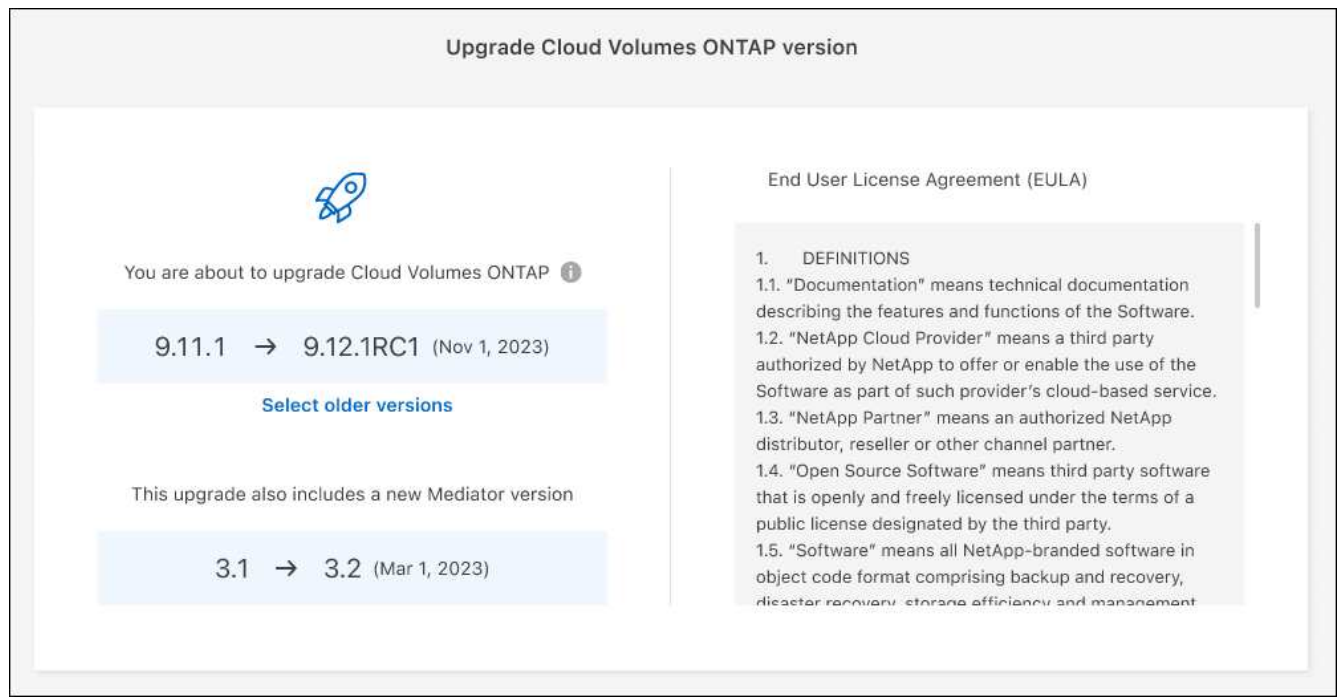 Upgrade Cloud Volumes ONTAP version
You are about to upgrade Cloud Volumes ONTAP
9.11.1 → 9.12.1RC1 (Nov 1, 2023)
Select older versions
This upgrade also includes a new Mediator version
3.1 → 3.2 (Mar 1, 2023)
End User License Agreement (EULA)
1. DEFINITIONS
1.1. “Documentation” means technical documentation
describing the features and functions of the Software.
1.2. “NetApp Cloud Provider” means a third party
authorized by NetApp to offer or enable the use of the
Software as part of such provider’s cloud-based service.
1.3. “NetApp Partner” means an authorized NetApp
distributor, reseller or other channel partner.
1.4. “Open Source Software” means third party software
that is openly and freely licensed under the terms of a
public license designated by the third party.
1.5. “Software” means all NetApp-branded software in
object code format comprising backup and recovery,
disaster recovery, storage efficiency and management